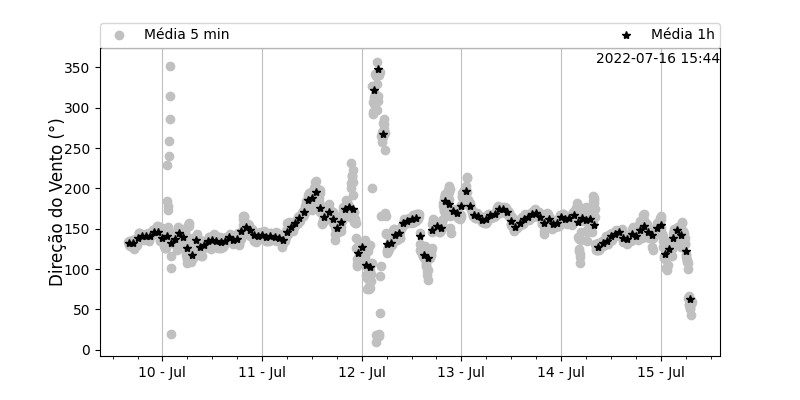 Média 5 min
Média 1h
2022-07-16 15:44
Direção do Vento (°)
350
300
250
200
150
100
50
0
10 - Jul
11 - Jul
12 - Jul
13 - Jul
14 - Jul
15 - Jul